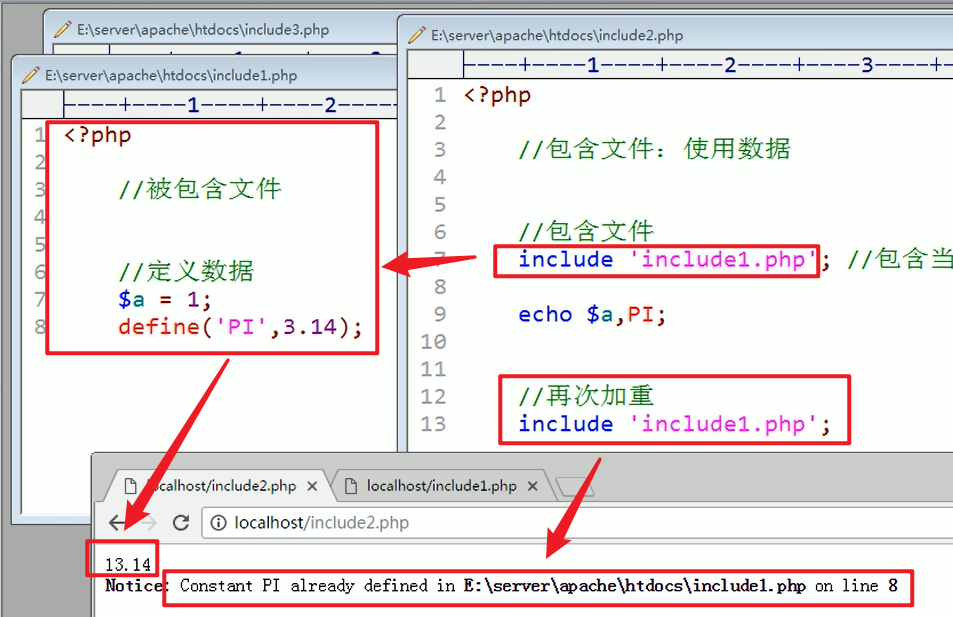 E:\server\apache\htdocs\include3.php
E:\server\apache\htdocs\include1.php
----+----1----+----2-----
1 <?php
2
3 //被包含文件
4
5
6 //定义数据
7 $a = 1;
8 define('PI',3.14);
E:\server\apache\htdocs\include2.php
----+----1----+----2----+----3----+-
1 <?php
2
3 //包含文件：使用数据
4
5
6 //包含文件
7 include 'include1.php'; //包含当
8
9 echo $a,PI;
10
11
12 //再次加重
13 include 'include1.php';
localhost/include2.php
localhost/include1.php
localhost/include2.php
13.14
Notice: Constant PI already defined in E:\server\apache\htdocs\include1.php on line 8